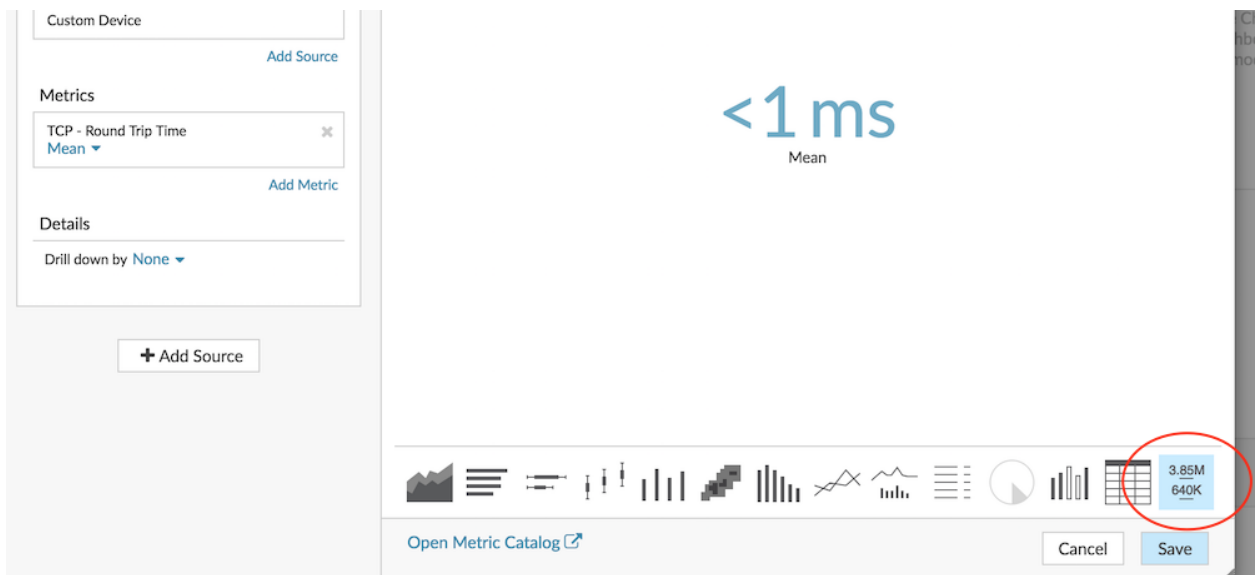 Custom Device
Add Source
Metrics
TCP - Round Trip Time
Mean
Add Metric
Details
Drill down by None
+ Add Source
<1 ms
Mean
3.85M
640K
Open Metric Catalog
Cancel
Save